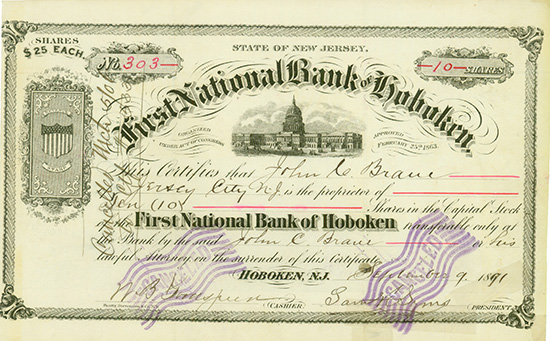 SHARES
$25 EACH.
STATE OF NEW JERSEY.
No. 303
10 SHARES
First National Bank of Hoboken
ORGANIZED
UNDER ACT OF CONGRESS
APPROVED
FEBRUARY 25th 1863.
This Certifies that John C. Brane
Jersey City N.J. is the proprietor of
Ten (10) Shares in the Capital Stock
of the First National Bank of Hoboken transferable only at
the Bank by the said John C Brane or his
lawful Attorney on the surrender of this Certificate
HOBOKEN, N.J. September 9. 1891
CASHIER.
PRESIDENT